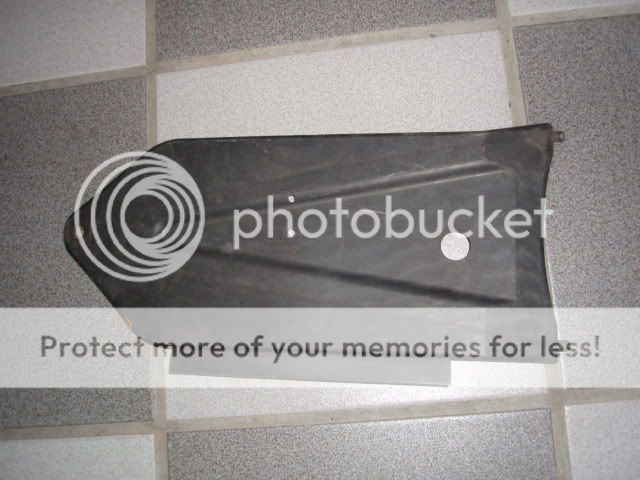 photobucket
Protect more of your memories for less!